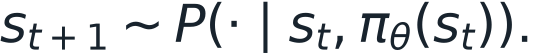 s_{t+1} ~ P(· | s_t, π_θ(s_t)).